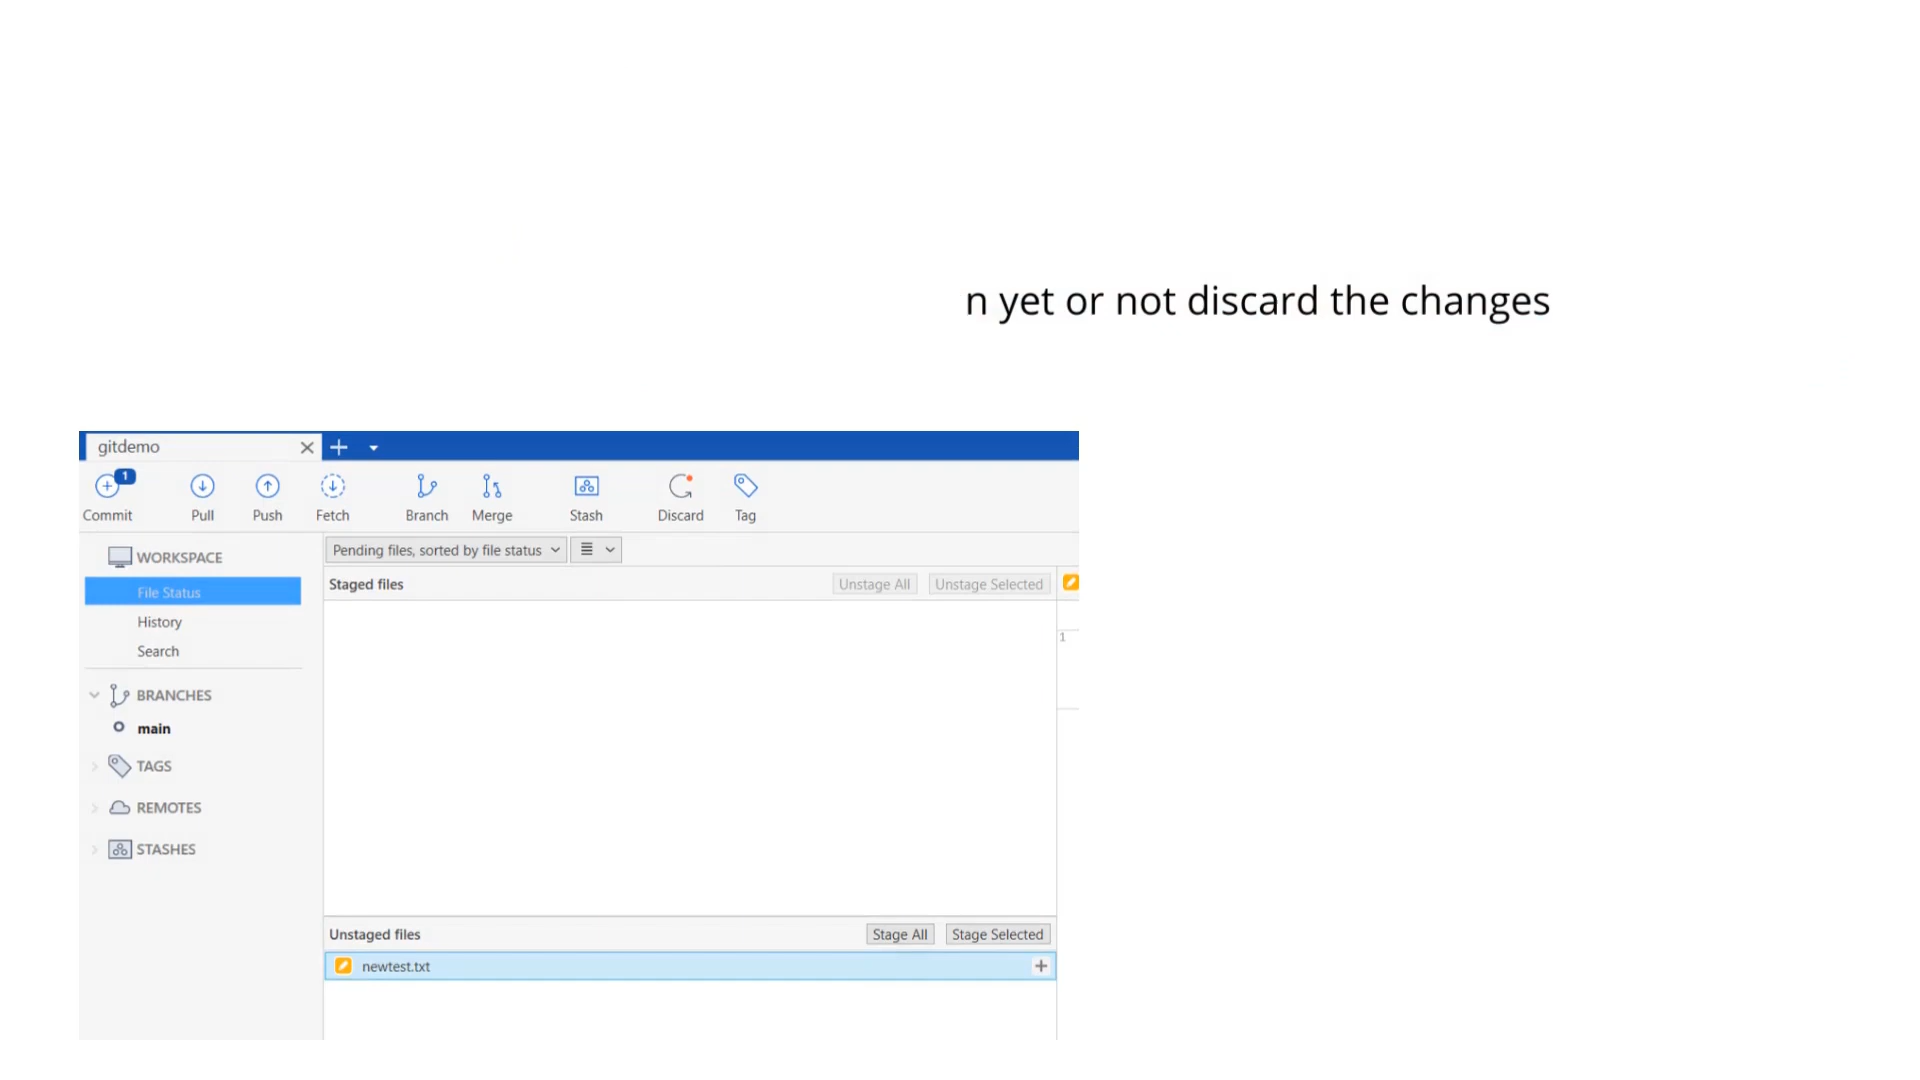 n yet or not discard the changes
gitdemo
1
Commit
Pull
Push
Fetch
Branch
Merge
Stash
Discard
Tag
WORKSPACE
File Status
History
Search
BRANCHES
main
TAGS
REMOTES
STASHES
Pending files, sorted by file status
Staged files
Unstage All
Unstage Selected
1
Unstaged files
Stage All
Stage Selected
newtest.txt